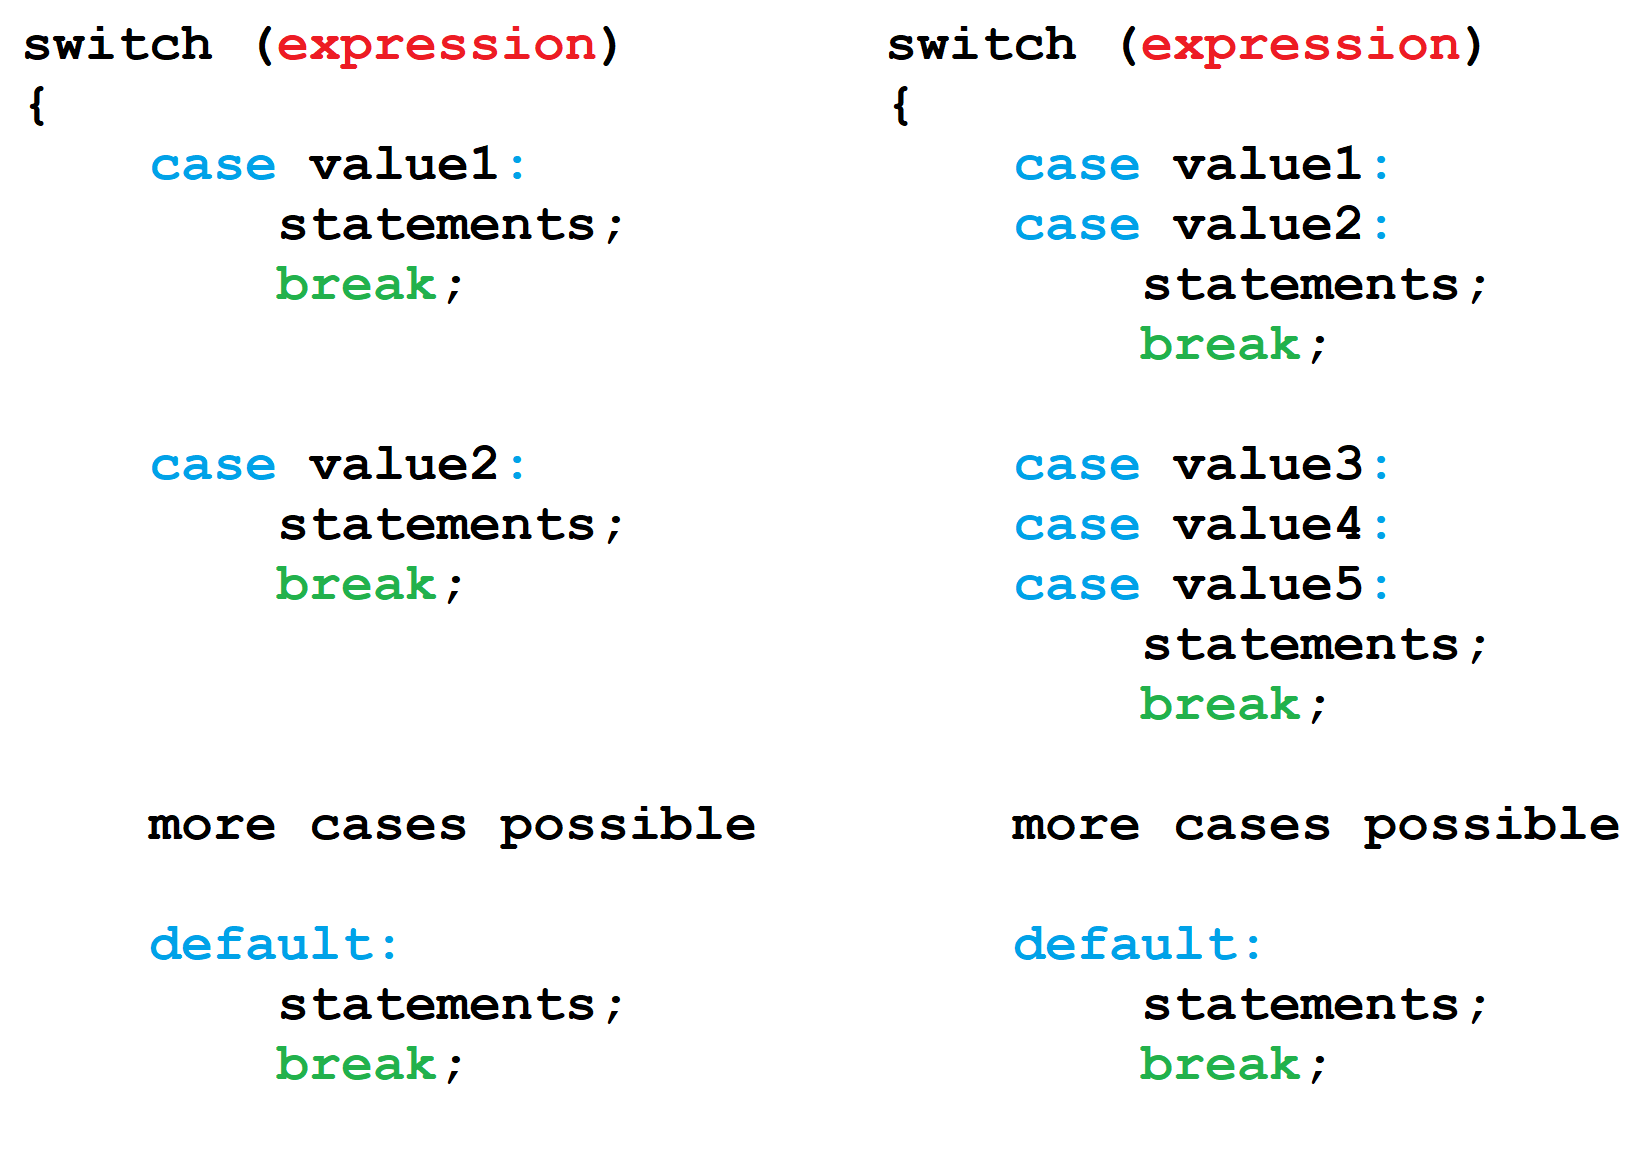 switch (expression)
{
case value1:
statements;
break;
case value2:
statements;
break;
more cases possible
default:
statements;
break;
switch (expression)
{
case value1:
case value2:
statements;
break;
case value3:
case value4:
case value5:
statements;
break;
more cases possible
default:
statements;
break;